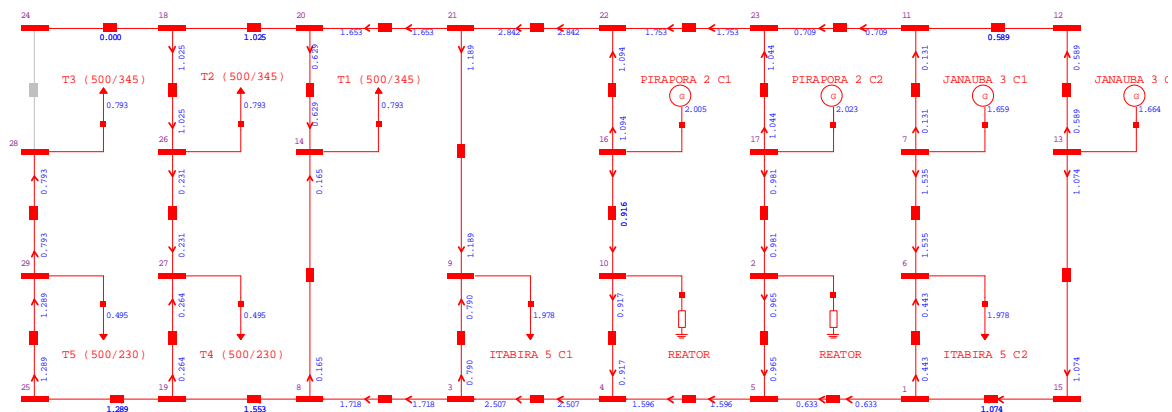 24 18 20 21 22 23 11 12
0.000 1.025 1.653 1.653 2.842 2.842 1.753 1.753 0.709 0.709 0.589
1.025 0.629 1.189 1.094 1.044 0.131 0.589
T3 (500/345) T2 (500/345) T1 (500/345) PIRAPORA 2 C1 PIRAPORA 2 C2 JANAUBA 3 C1 JANAUBA 3 C
G G G G
0.793 0.793 0.793 2.005 2.023 1.659 1.664
1.025 0.629 1.094 1.044 0.131 0.589
28 26 14 16 17 7 13
0.793 0.231 0.165 0.981 1.535 1.074
0.916
0.793 0.231 1.189 0.981 1.535
29 27 9 10 2 6
1.289 0.264 0.790 0.917 0.965 0.443
0.495 0.495 1.978 1.978
T5 (500/230) T4 (500/230) ITABIRA 5 C1 REATOR REATOR ITABIRA 5 C2
1.289 0.264 0.165 0.790 0.917 0.965 0.443 1.074
25 19 8 3 4 5 1 15
1.289 1.553 1.718 1.718 2.507 2.507 1.596 1.596 0.633 0.633 1.074